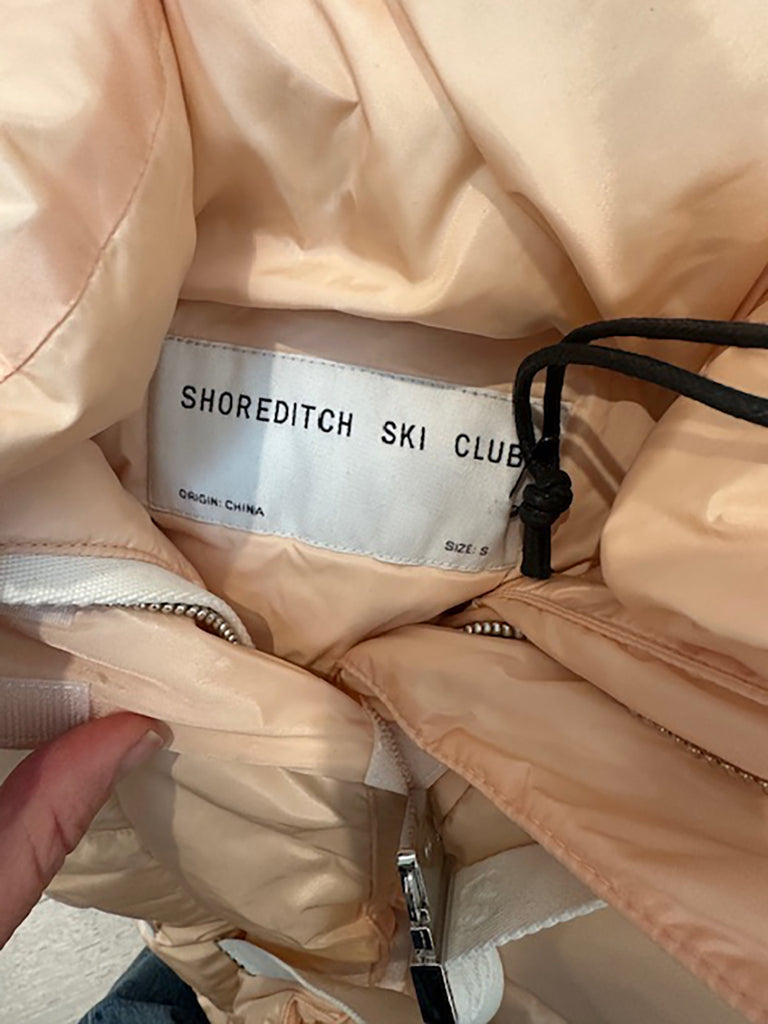 SHOREDITCH SKI CLUB
ORIGIN: CHINA
SIZE: S